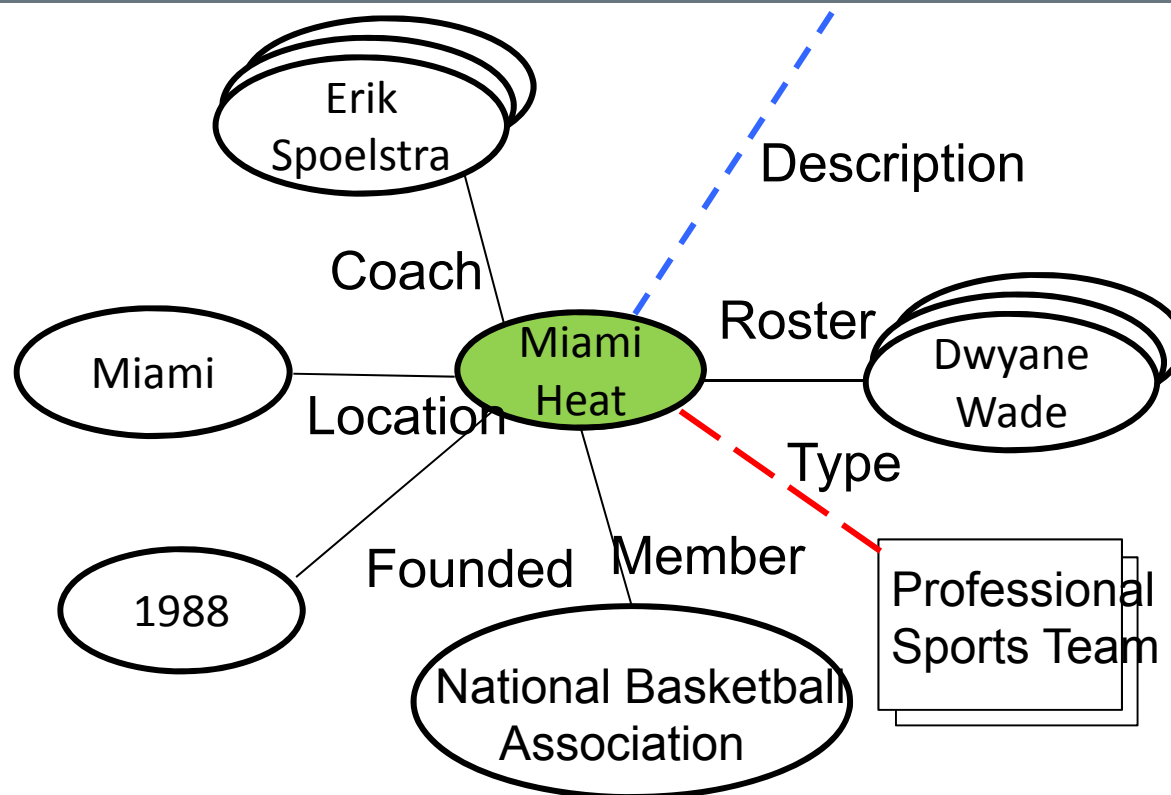 Erik
Spoelstra
Description
Coach
Roster
Miami
Heat
Dwyane
Wade
Miami
Location
Type
Founded
Member
Professional
Sports Team
1988
National Basketball
Association